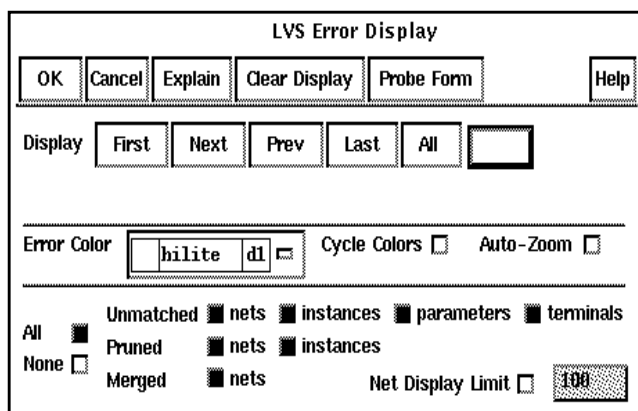 LVS Error Display
OK Cancel Explain Clear Display Probe Form Help
Display First Next Prev Last All
Error Color hilite d1 Cycle Colors Auto-Zoom
Unmatched nets instances parameters terminals
All
Pruned nets instances
None
Merged nets Net Display Limit 100